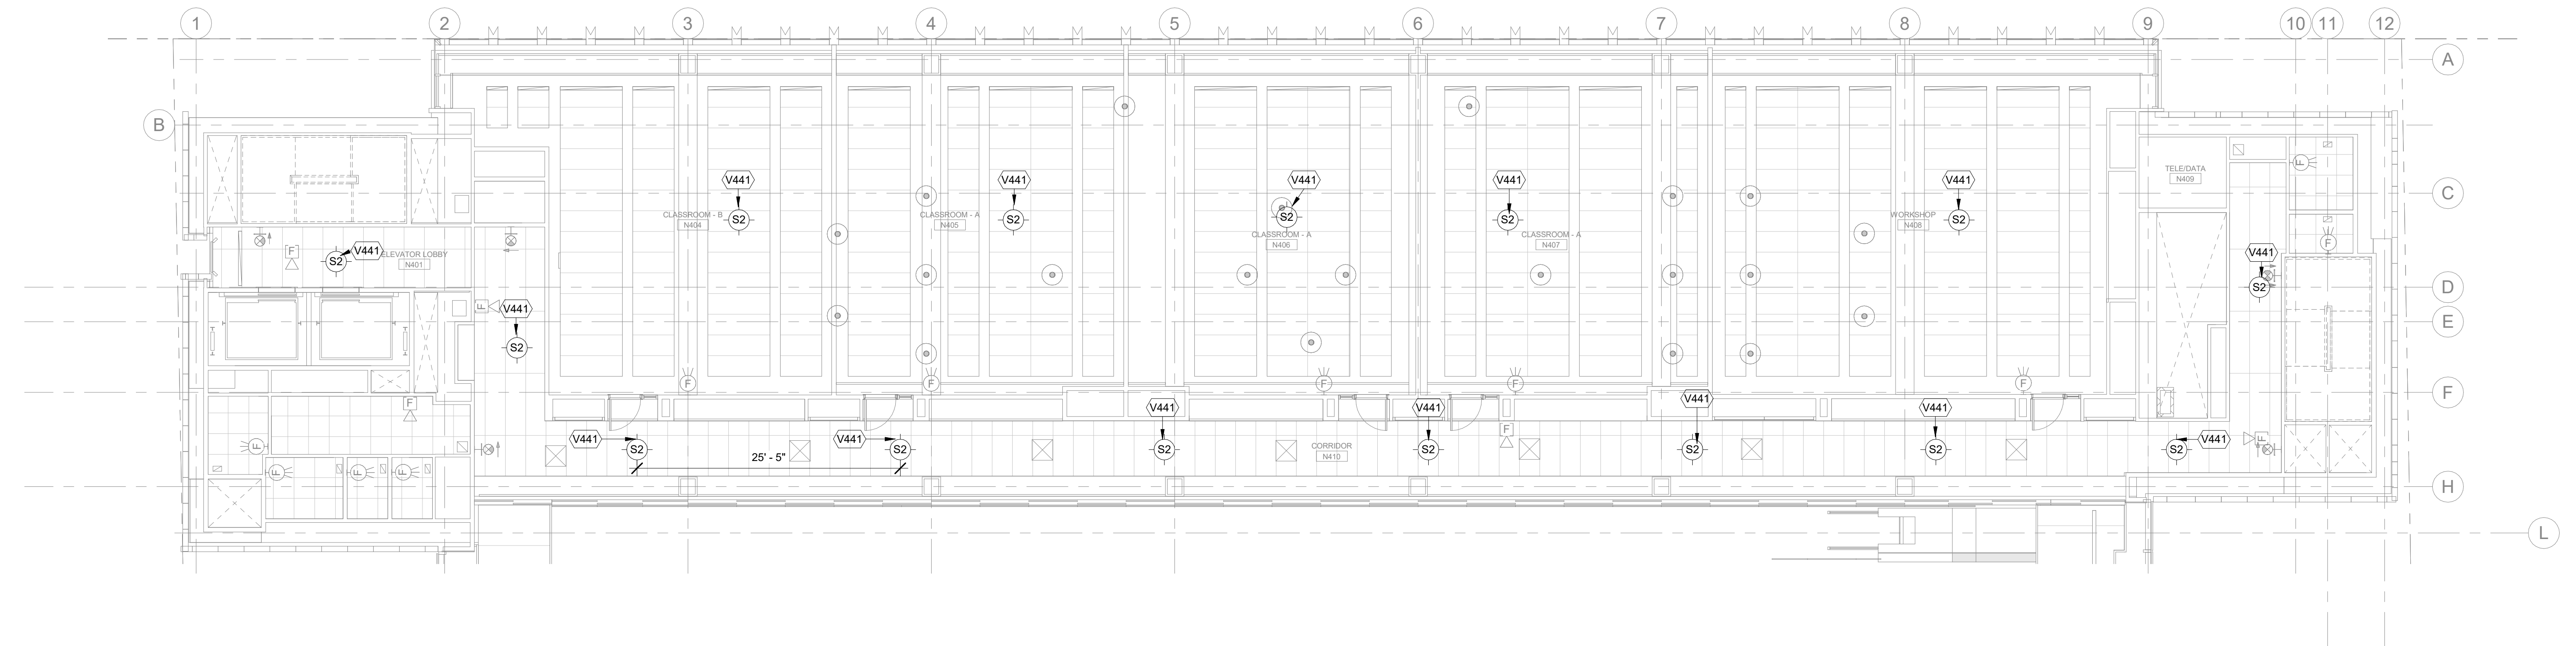 1
2
3
4
5
6
7
8
9
10
11
12
A
B
C
D
E
F
H
L
V441
S2
CLASSROOM - B
N404
V441
S2
CLASSROOM - A
N405
V441
S2
CLASSROOM - A
N406
V441
S2
CLASSROOM - A
N407
V441
S2
WORKSHOP
N408
TELE/DATA
N409
F
V441
S2
ELEVATOR LOBBY
N401
F
V441
S2
F
V441
S2
F
F
F
F
F
F
F
F
V441
S2
V441
S2
25' - 5"
V441
S2
CORRIDOR
N410
V441
S2
F
V441
S2
V441
S2
V441
S2
F
F
F
F
F